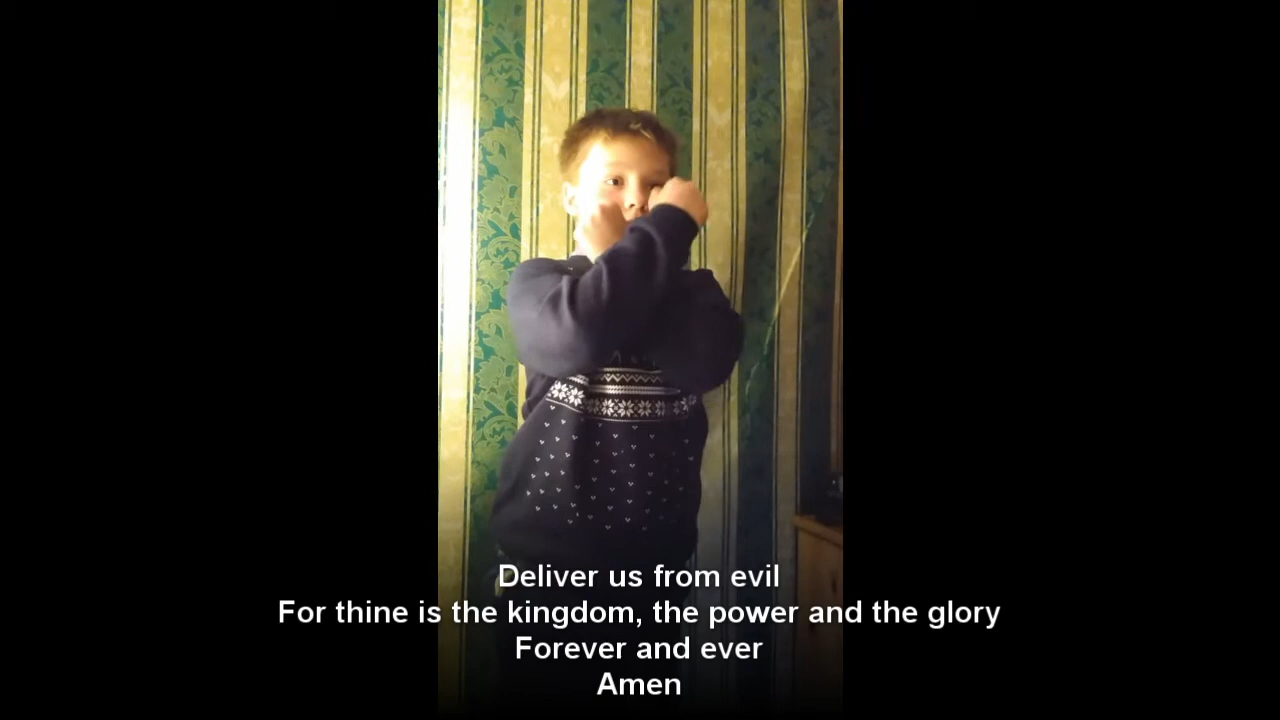 Deliver us from evil
For thine is the kingdom, the power and the glory
Forever and ever
Amen